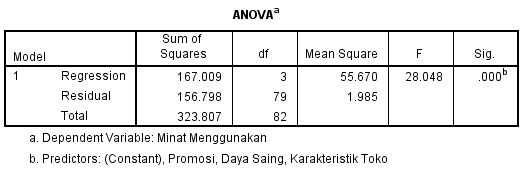 ANOVAa
Model Sum of Squares df Mean Square F Sig.
1 Regression 167.009 3 55.670 28.048 .000b
Residual 156.798 79 1.985
Total 323.807 82
a. Dependent Variable: Minat Menggunakan
b. Predictors: (Constant), Promosi, Daya Saing, Karakteristik Toko